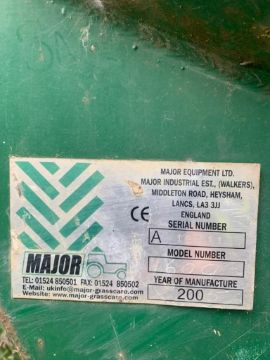 MAJOR EQUIPMENT LTD.
MAJOR INDUSTRIAL EST., (WALKERS),
MIDDLETON ROAD, HEYSHAM,
LANCS, LA3 3JJ
ENGLAND
CE
SERIAL NUMBER
A
MODEL NUMBER
YEAR OF MANUFACTURE
200
MAJOR
TEL: 01524 850501 FAX: 01524 850502
E-mail: ukinfo@major-grasscare.com
Website: www.major-grasscare.com